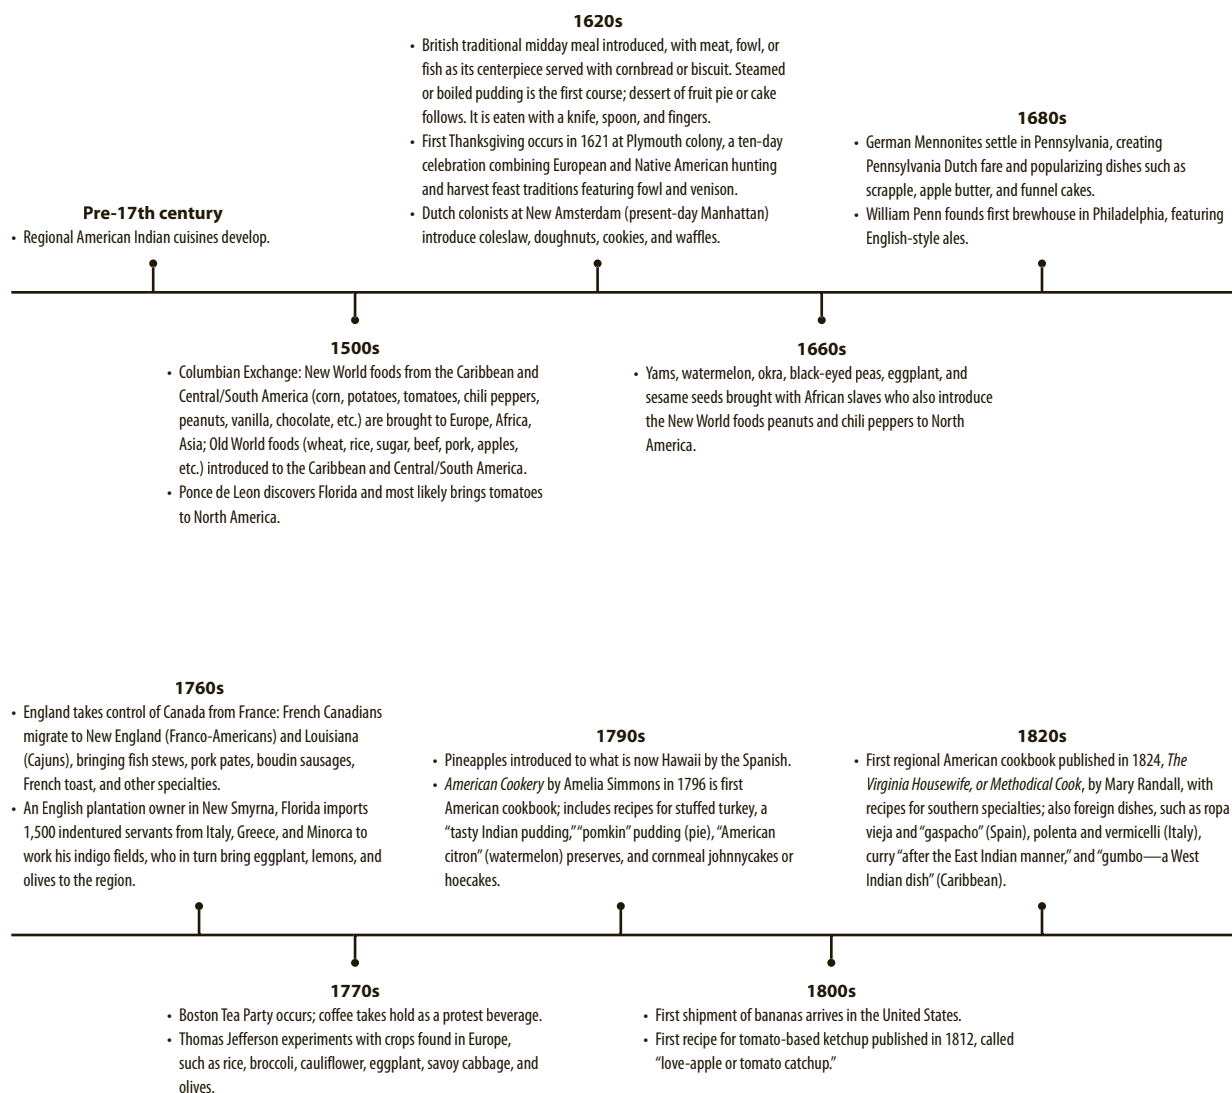 Pre-17th century
• Regional American Indian cuisines develop.
1500s
• Columbian Exchange: New World foods from the Caribbean and
Central/South America (corn, potatoes, tomatoes, chili peppers,
peanuts, vanilla, chocolate, etc.) are brought to Europe, Africa,
Asia; Old World foods (wheat, rice, sugar, beef, pork, apples,
etc.) introduced to the Caribbean and Central/South America.
• Ponce de Leon discovers Florida and most likely brings tomatoes
to North America.
1620s
• British traditional midday meal introduced, with meat, fowl, or
fish as its centerpiece served with cornbread or biscuit. Steamed
or boiled pudding is the first course; dessert of fruit pie or cake
follows. It is eaten with a knife, spoon, and fingers.
• First Thanksgiving occurs in 1621 at Plymouth colony, a ten-day
celebration combining European and Native American hunting
and harvest feast traditions featuring fowl and venison.
• Dutch colonists at New Amsterdam (present-day Manhattan)
introduce coleslaw, doughnuts, cookies, and waffles.
1660s
• Yams, watermelon, okra, black-eyed peas, eggplant, and
sesame seeds brought with African slaves who also introduce
the New World foods peanuts and chili peppers to North
America.
1680s
• German Mennonites settle in Pennsylvania, creating
Pennsylvania Dutch fare and popularizing dishes such as
scrapple, apple butter, and funnel cakes.
• William Penn founds first brewhouse in Philadelphia, featuring
English-style ales.
1760s
• England takes control of Canada from France: French Canadians
migrate to New England (Franco-Americans) and Louisiana
(Cajuns), bringing fish stews, pork pates, boudin sausages,
French toast, and other specialties.
• An English plantation owner in New Smyrna, Florida imports
1,500 indentured servants from Italy, Greece, and Minorca to
work his indigo fields, who in turn bring eggplant, lemons, and
olives to the region.
1770s
• Boston Tea Party occurs; coffee takes hold as a protest beverage.
• Thomas Jefferson experiments with crops found in Europe,
such as rice, broccoli, cauliflower, eggplant, savoy cabbage, and
olives.
1790s
• Pineapples introduced to what is now Hawaii by the Spanish.
• American Cookery by Amelia Simmons in 1796 is first
American cookbook; includes recipes for stuffed turkey, a
“tasty Indian pudding,” “pomkin” pudding (pie), “American
citron” (watermelon) preserves, and cornmeal johnnycakes or
hoecakes.
1800s
• First shipment of bananas arrives in the United States.
• First recipe for tomato-based ketchup published in 1812, called
“love-apple or tomato catchup.”
1820s
• First regional American cookbook published in 1824, The
Virginia Housewife, or Methodical Cook, by Mary Randall, with
recipes for southern specialties; also foreign dishes, such as ropa
vieja and “gaspacho” (Spain), polenta and vermicelli (Italy),
curry “after the East Indian manner,” and “gumbo—a West
Indian dish” (Caribbean).